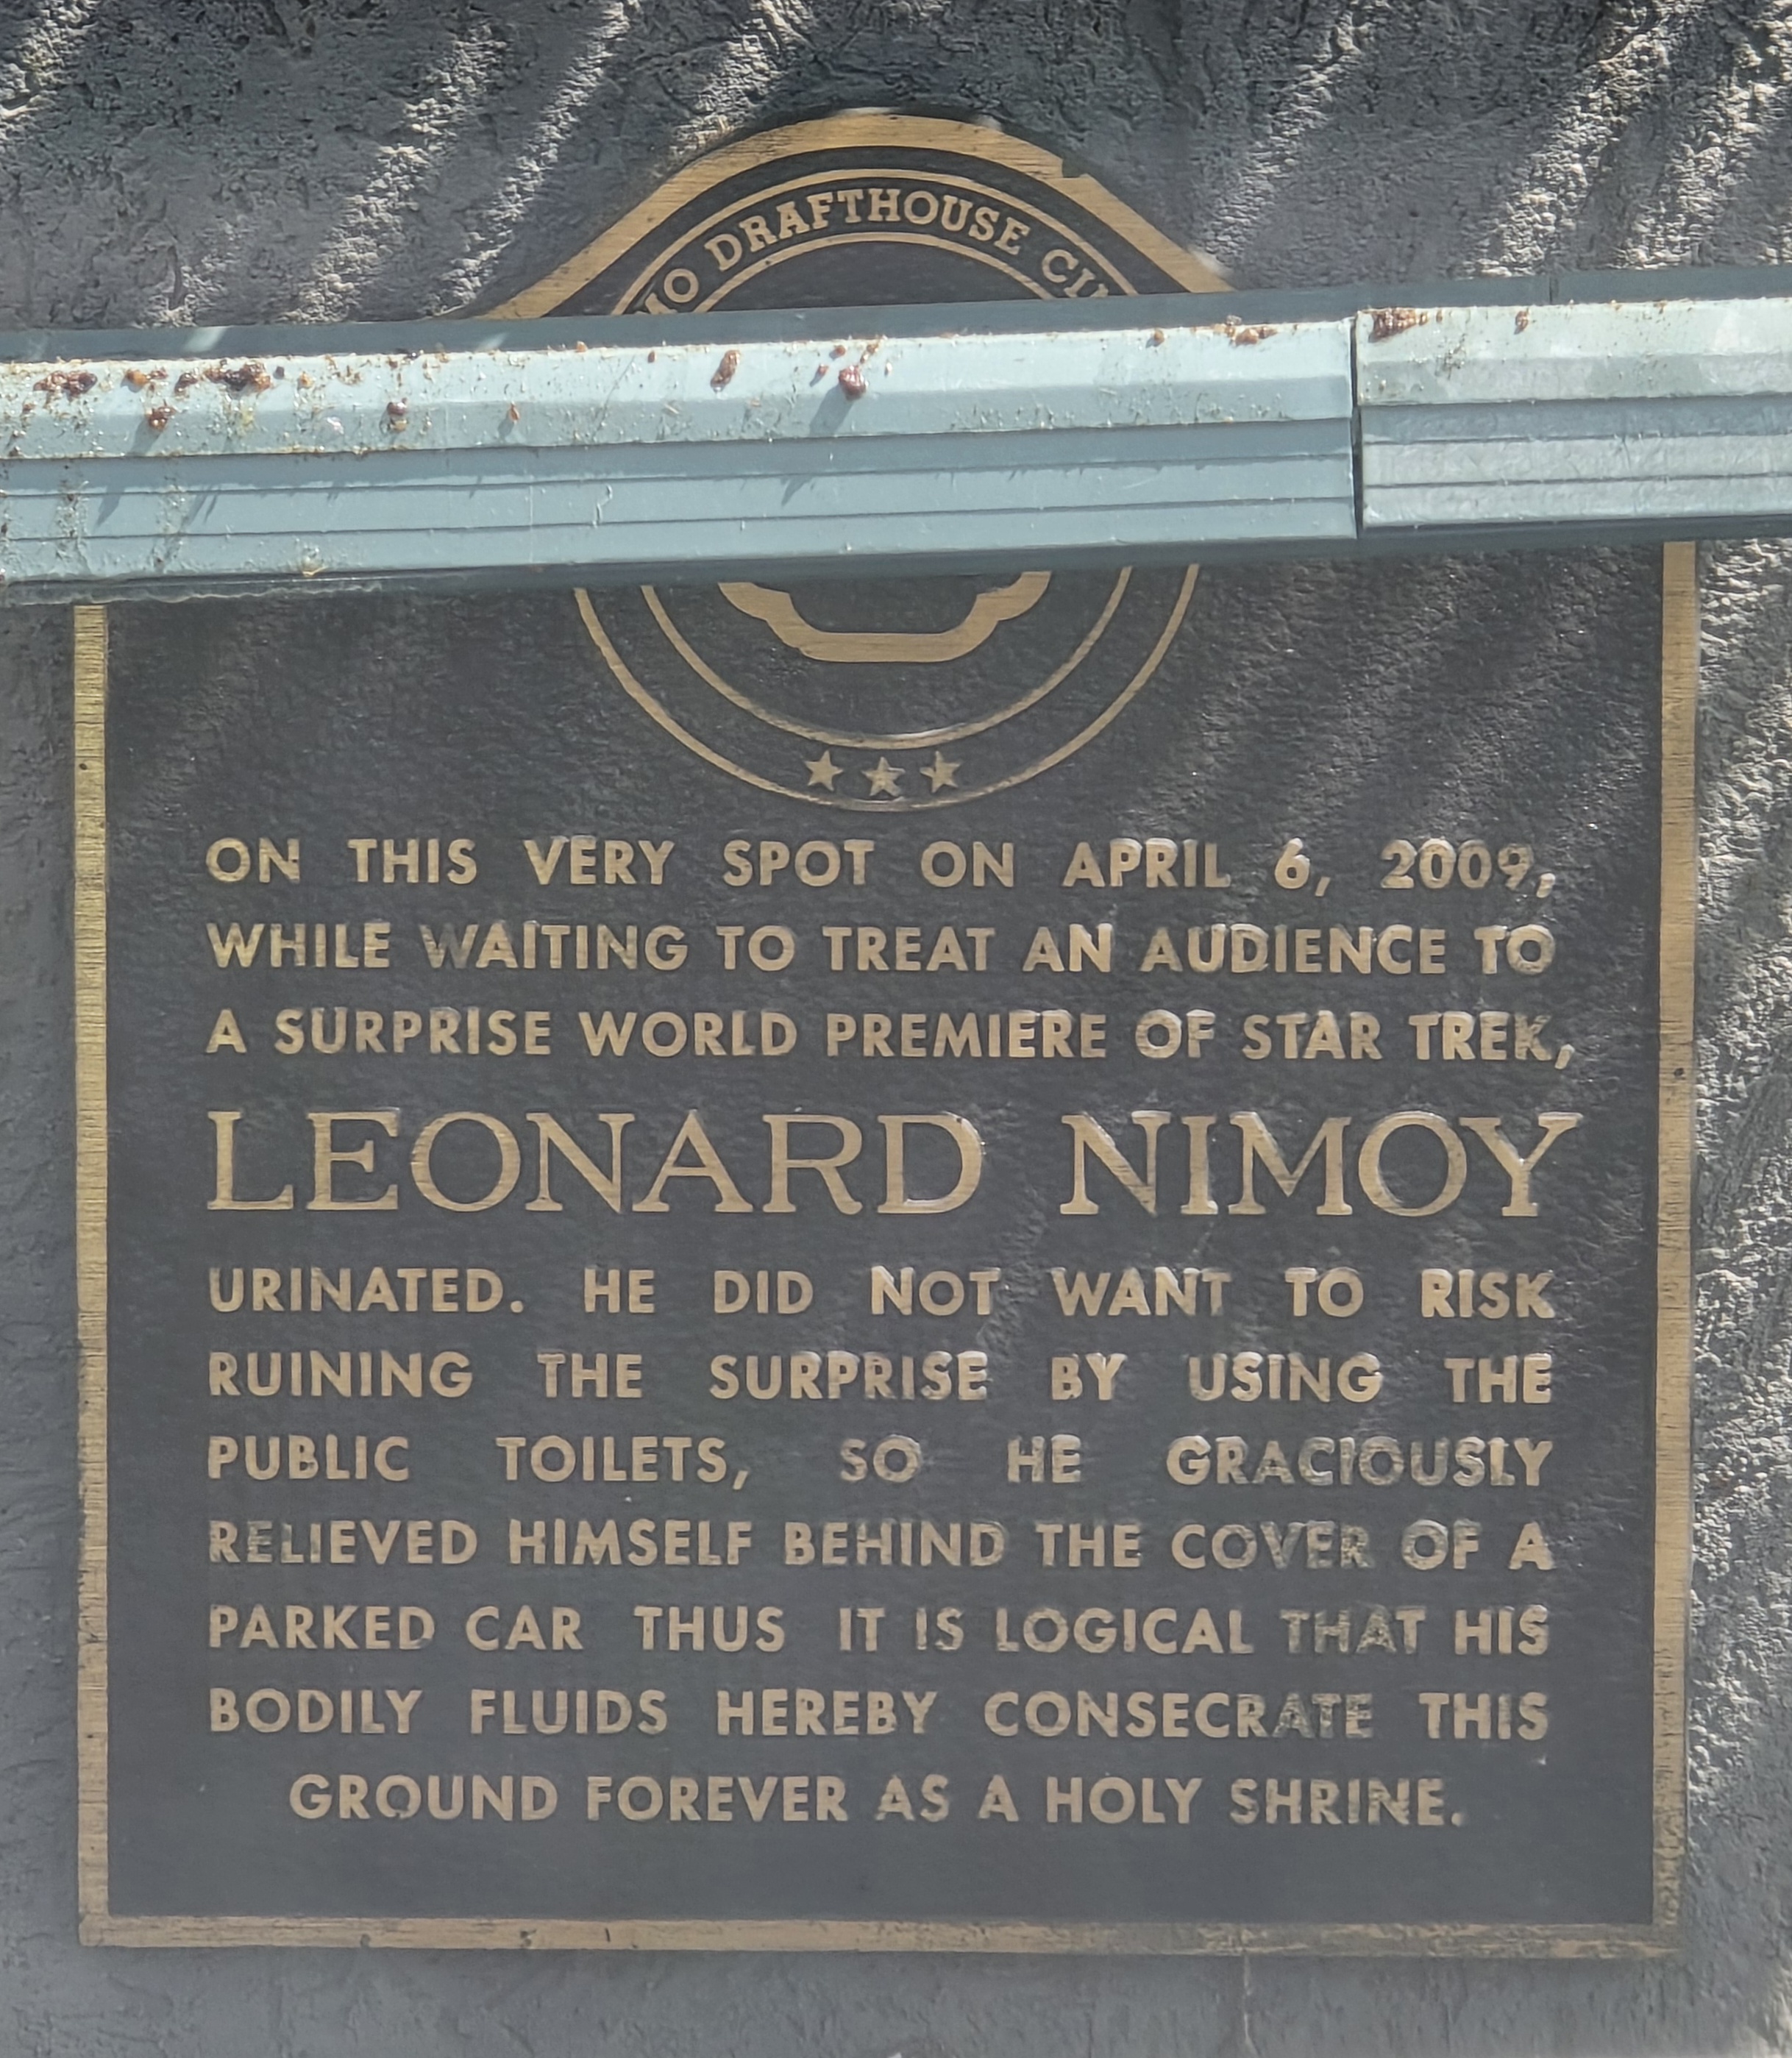 DRAFTHOUSE
ON THIS VERY SPOT ON APRIL 6, 2009,
WHILE WAITING TO TREAT AN AUDIENCE TO
A SURPRISE WORLD PREMIERE OF STAR TREK,
LEONARD NIMOY
URINATED. HE DID NOT WANT TO RISK
RUINING THE SURPRISE BY USING THE
PUBLIC TOILETS, SO HE GRACIOUSLY
RELIEVED HIMSELF BEHIND THE COVER OF A
PARKED CAR THUS IT IS LOGICAL THAT HIS
BODILY FLUIDS HEREBY CONSECRATE THIS
GROUND FOREVER AS A HOLY SHRINE.